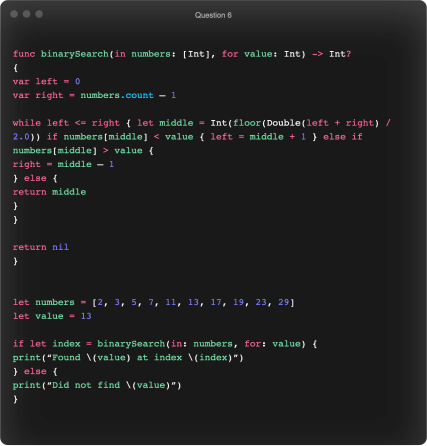 Question 6
func binarySearch(in numbers: [Int], for value: Int) -> Int?
{
var left = 0
var right = numbers.count – 1
while left <= right { let middle = Int(floor(Double(left + right) /
2.0)) if numbers[middle] < value { left = middle + 1 } else if
numbers[middle] > value {
right = middle – 1
} else {
return middle
}
}
return nil
}
let numbers = [2, 3, 5, 7, 11, 13, 17, 19, 23, 29]
let value = 13
if let index = binarySearch(in: numbers, for: value) {
print(“Found \(value) at index \(index)”)
} else {
print(“Did not find \(value)”)
}